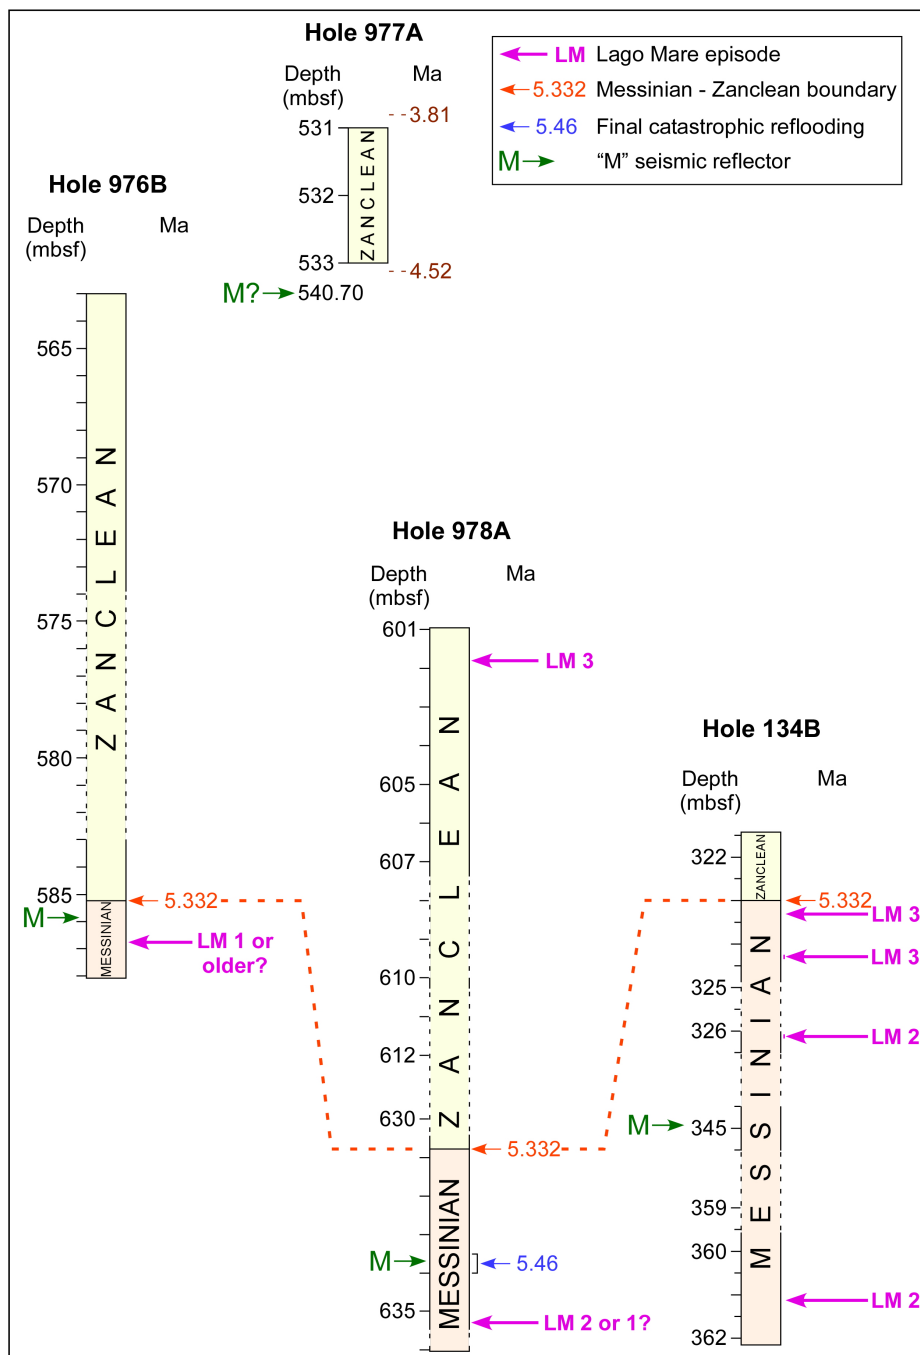 Hole 977A
Depth
(mbsf)
Ma
3.81
531
532
533
ZANCLEAN
4.52
M?
540.70
LM Lago Mare episode
5.332 Messinian - Zanclean boundary
5.46 Final catastrophic reflooding
M “M” seismic reflector
Hole 976B
Depth
(mbsf)
Ma
565
570
575
580
585
ZANCLEAN
MESSINIAN
5.332
M
LM 1 or
older?
Hole 978A
Depth
(mbsf)
Ma
601
605
607
610
612
630
635
ZANCLEAN
MESSINIAN
LM 3
5.332
M
5.46
LM 2 or 1?
Hole 134B
Depth
(mbsf)
Ma
322
325
326
345
359
360
362
ZANCLEAN
MESSINIAN
5.332
LM 3
LM 3
LM 2
M
LM 2